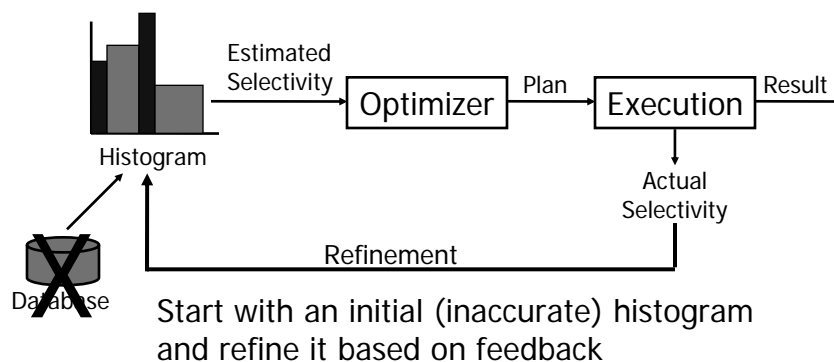 Estimated
Selectivity
Optimizer
Plan
Execution
Result
Histogram
Actual
Selectivity
Refinement
Database
Start with an initial (inaccurate) histogram
and refine it based on feedback